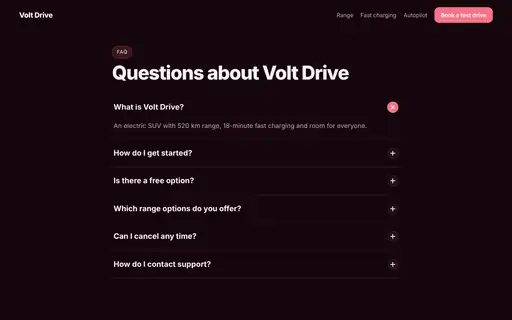 Volt Drive
Range
Fast charging
Autopilot
Book a test drive
FAQ
Questions about Volt Drive
What is Volt Drive?
An electric SUV with 520 km range, 18-minute fast charging and room for everyone.
How do I get started?
Is there a free option?
Which range options do you offer?
Can I cancel any time?
How do I contact support?